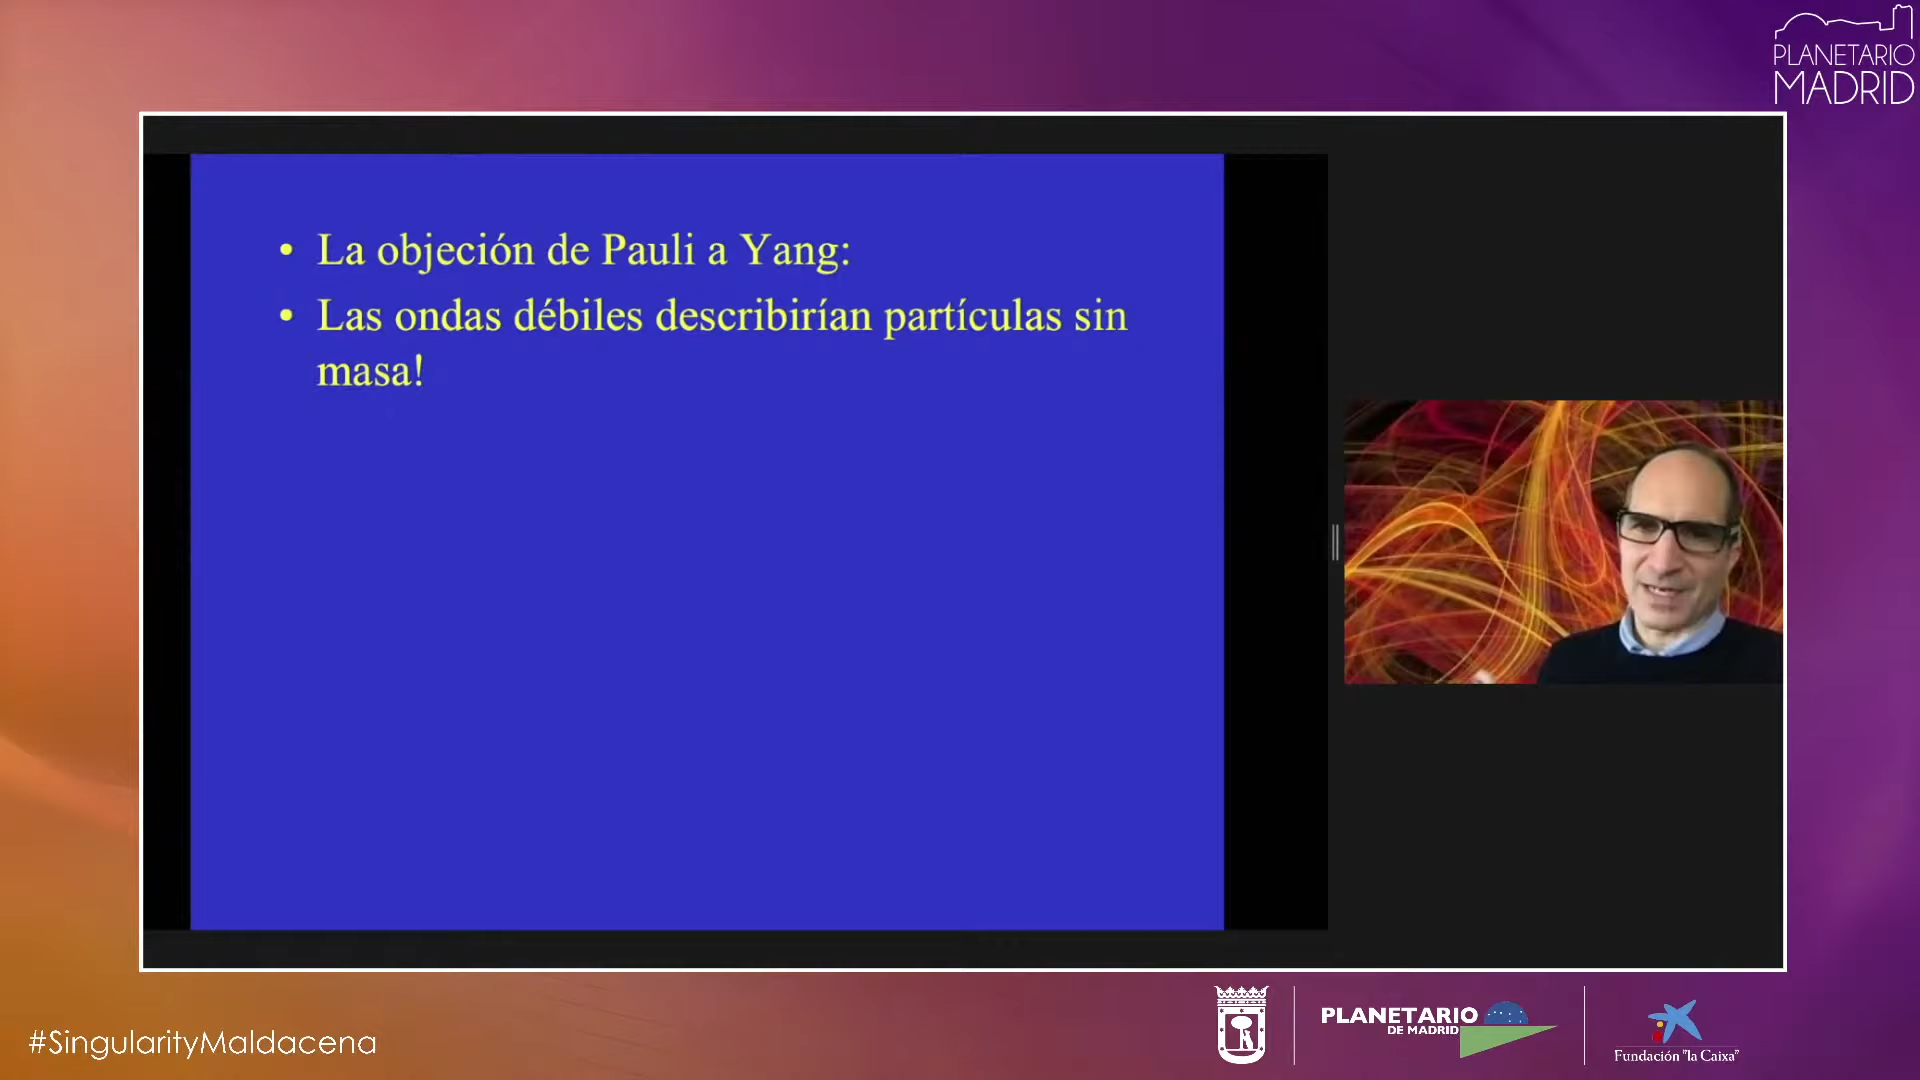 PLANETARIO
MADRID
• La objeción de Pauli a Yang:
• Las ondas débiles describirían partículas sin
masa!
#SingularityMaldacena
PLANETARIO
DE MADRID
Fundación "la Caixa"